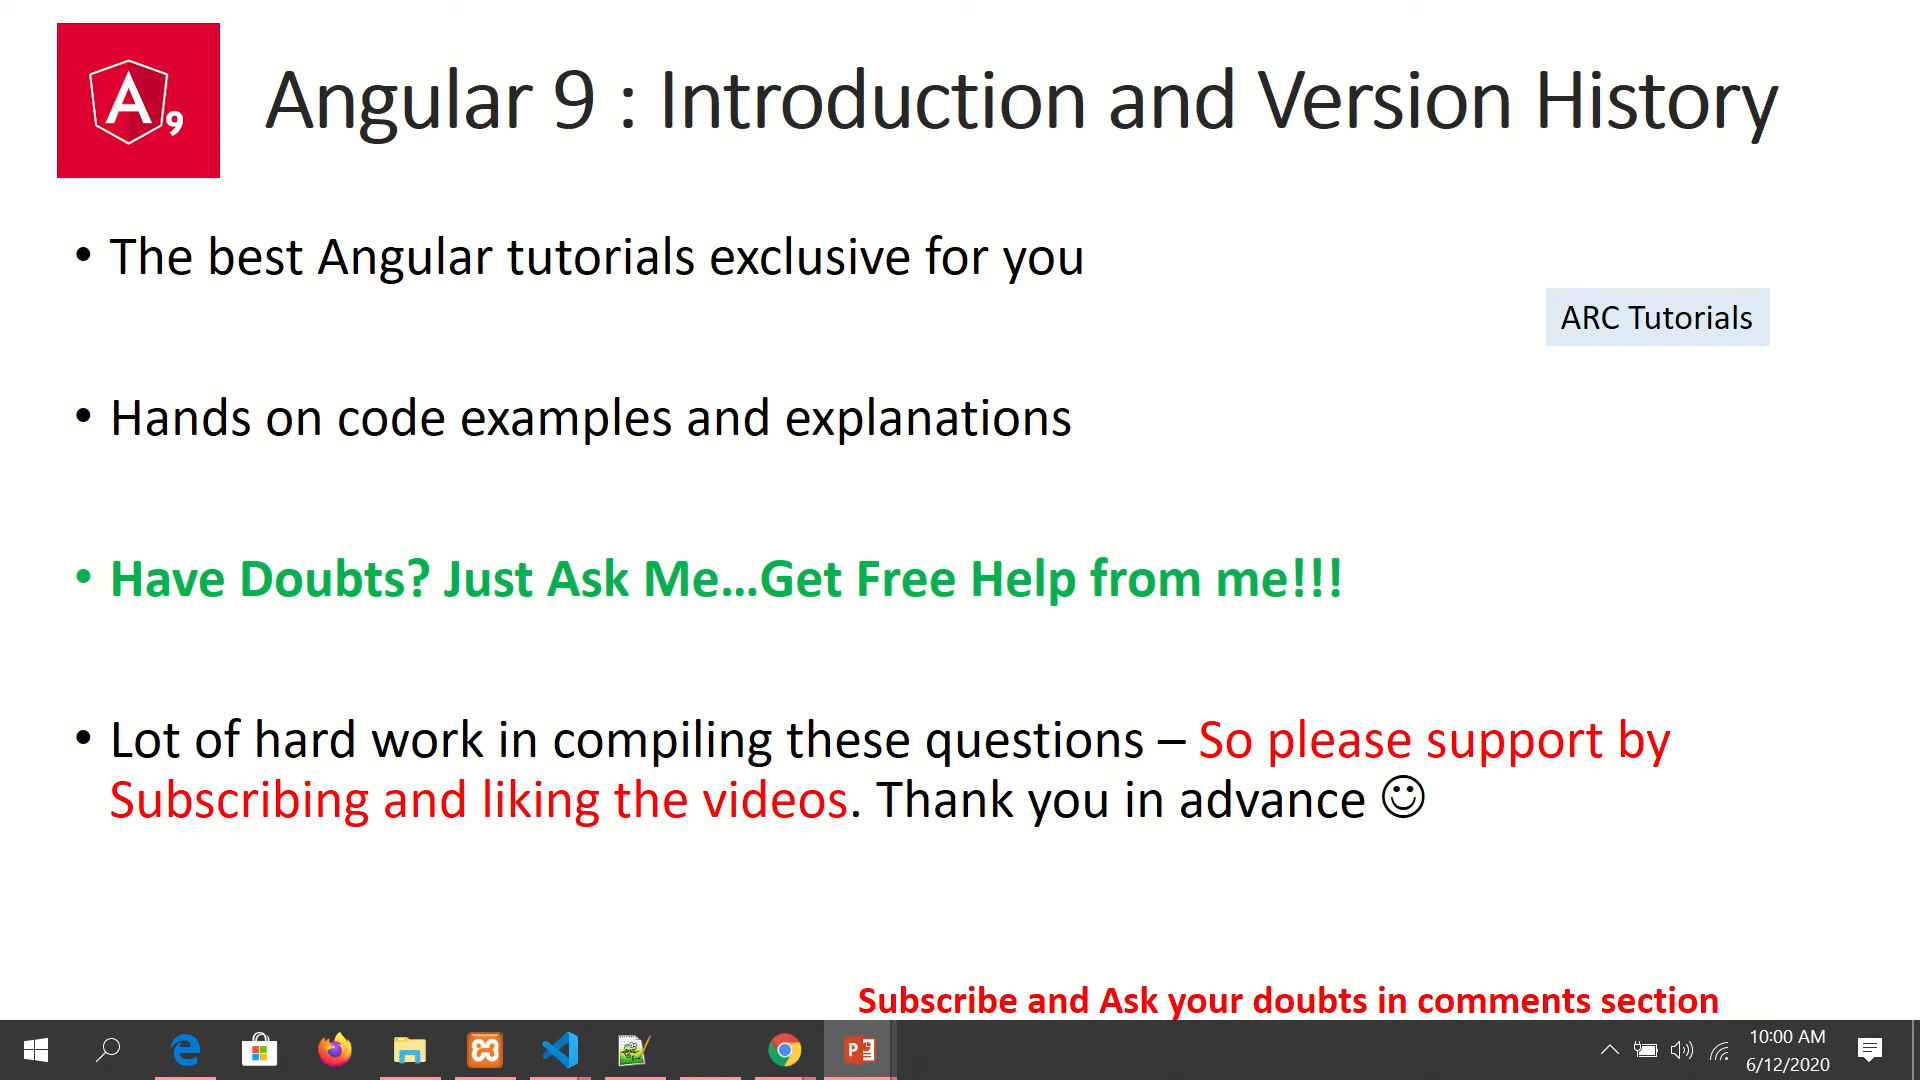 A 9
Angular 9 : Introduction and Version History
• The best Angular tutorials exclusive for you
ARC Tutorials
• Hands on code examples and explanations
• Have Doubts? Just Ask Me...Get Free Help from me!!!
• Lot of hard work in compiling these questions – So please support by
Subscribing and liking the videos. Thank you in advance ☺
Subscribe and Ask your doubts in comments section
10:00 AM
6/12/2020